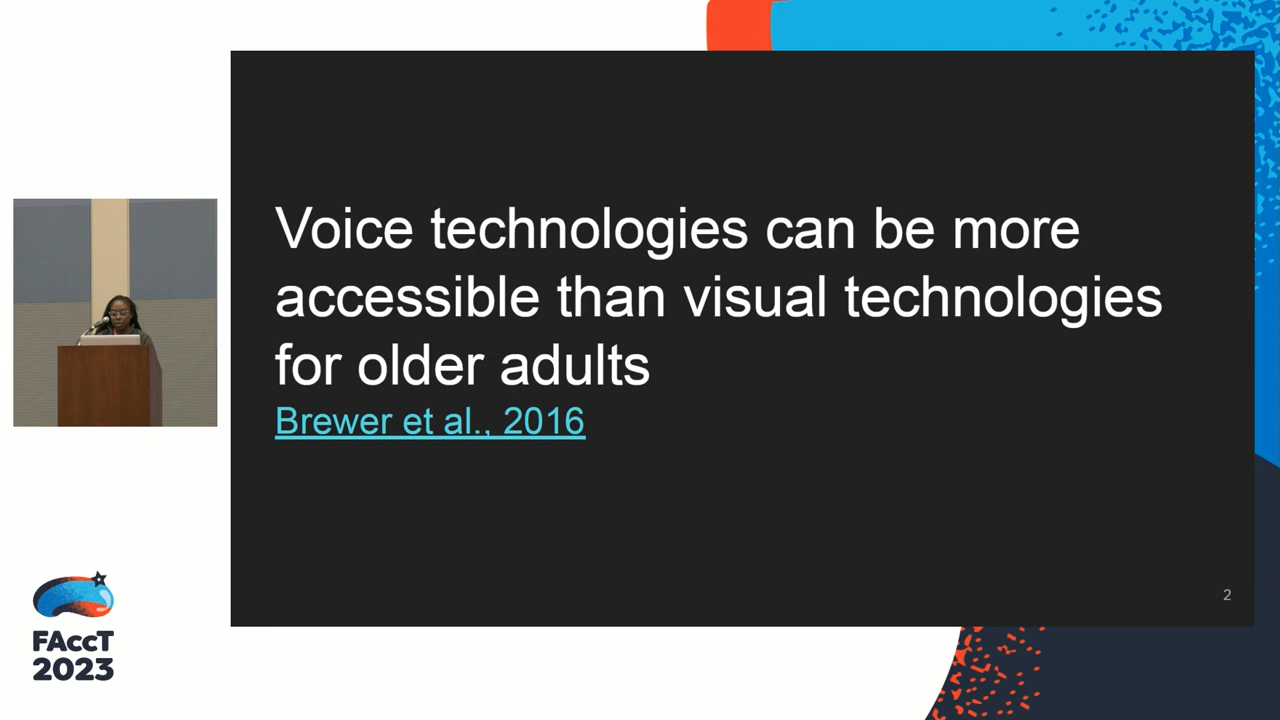 Voice technologies can be more
accessible than visual technologies
for older adults
Brewer et al., 2016
2
FAccT
2023